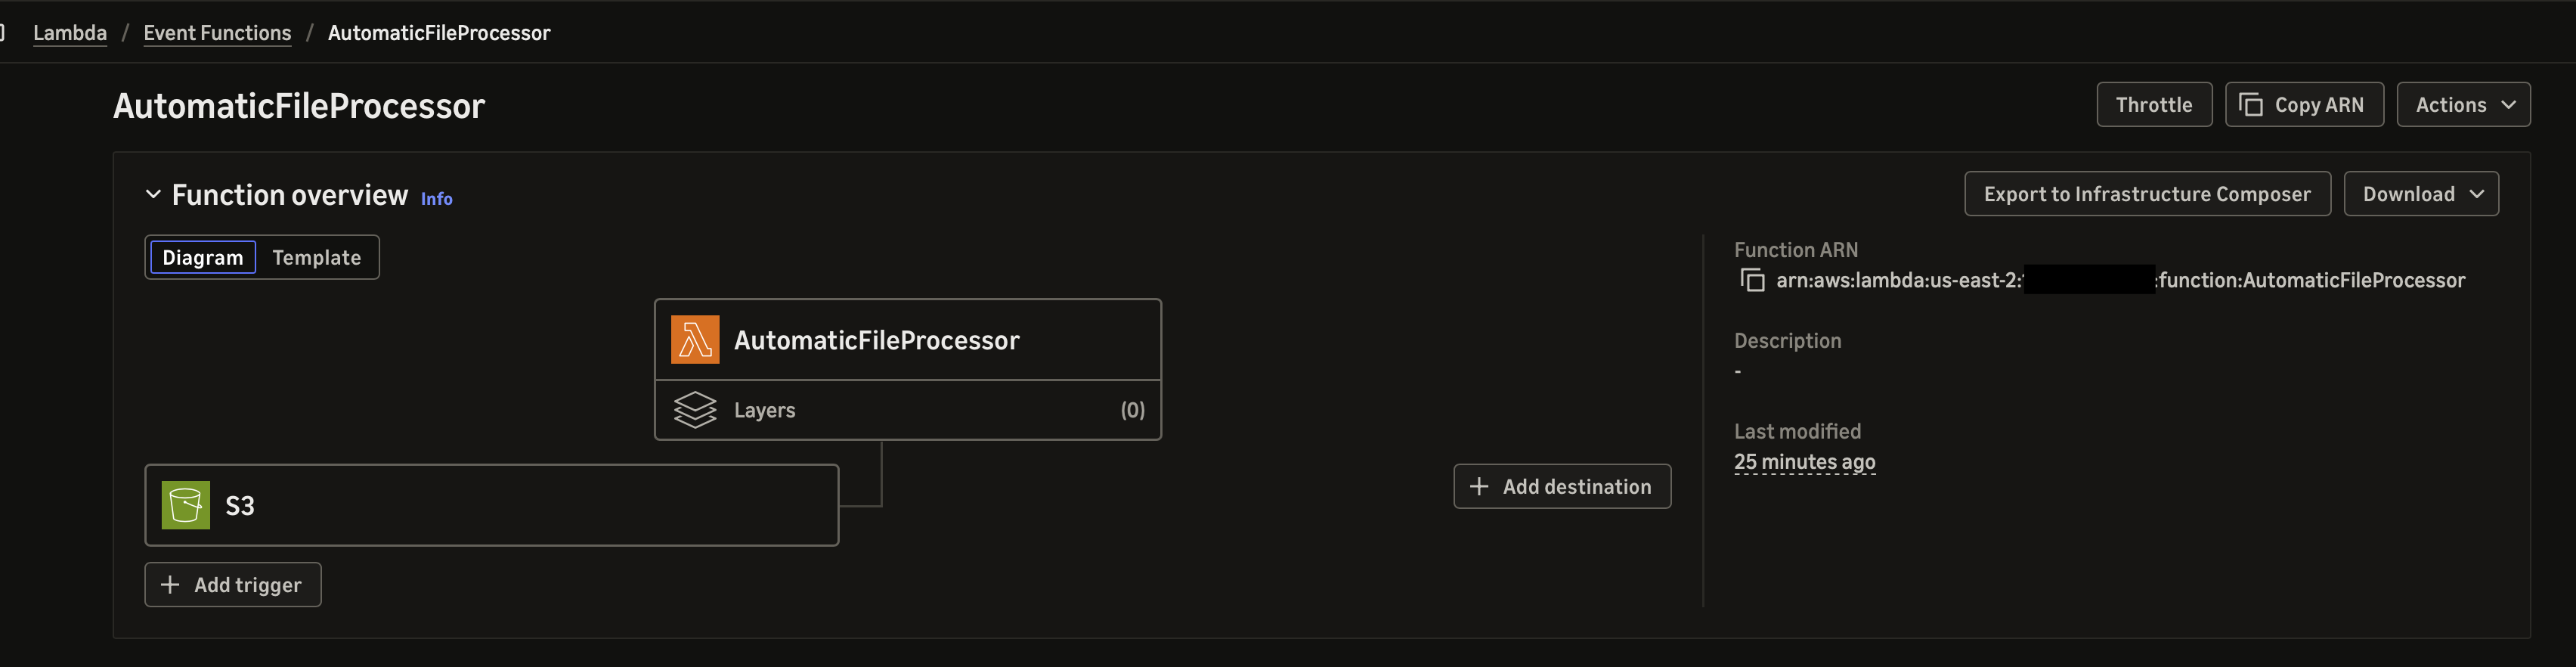 Lambda / Event Functions / AutomaticFileProcessor
AutomaticFileProcessor
Throttle
Copy ARN
Actions
Function overview Info
Export to Infrastructure Composer
Download
Diagram
Template
AutomaticFileProcessor
Layers (0)
S3
+ Add trigger
+ Add destination
Function ARN
arn:aws:lambda:us-east-2: :function:AutomaticFileProcessor
Description
-
Last modified
25 minutes ago